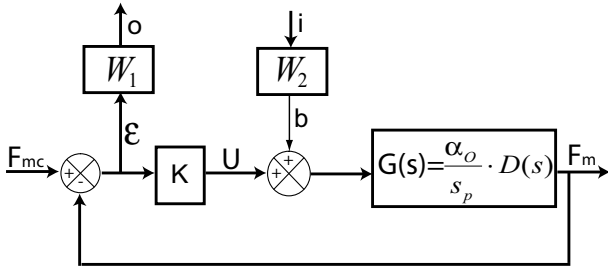 o
i
W₁
W₂
ε
b
Fmc
+
-
K
U
+
+
G(s)=αO/sp · D(s)
Fm